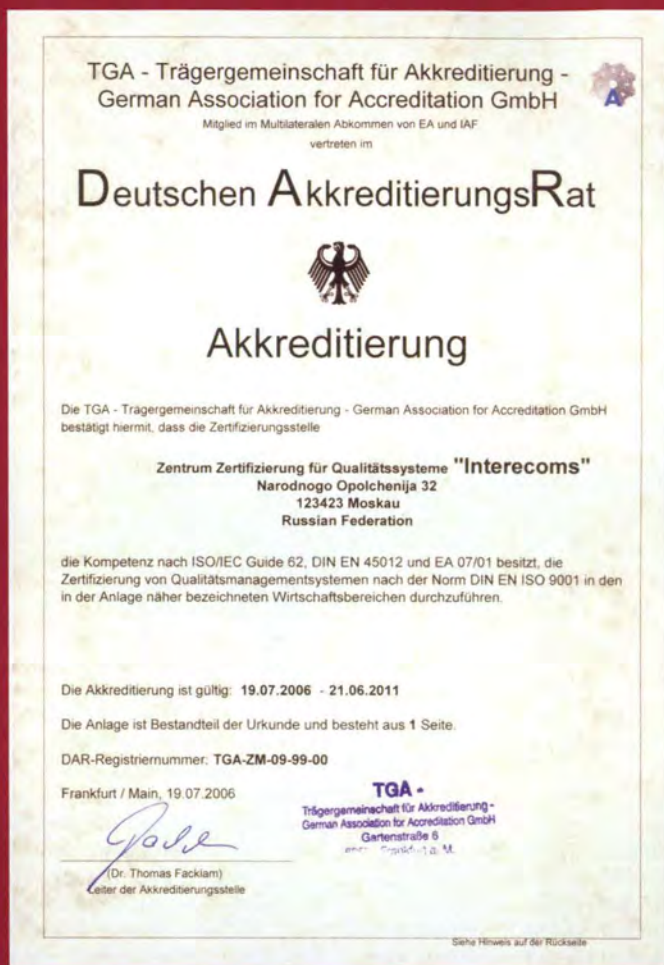 TGA - Trägergemeinschaft für Akkreditierung -
German Association for Accreditation GmbH
A
Mitglied im Multilateralen Abkommen von EA und IAF
vertreten im
Deutschen AkkreditierungsRat
Akkreditierung
Die TGA - Trägergemeinschaft für Akkreditierung - German Association for Accreditation GmbH
bestätigt hiermit, dass die Zertifizierungsstelle
Zentrum Zertifizierung für Qualitätssysteme "Interecoms"
Narodnogo Opolchenija 32
123423 Moskau
Russian Federation
die Kompetenz nach ISO/IEC Guide 62, DIN EN 45012 und EA 07/01 besitzt, die
Zertifizierung von Qualitätsmanagementsystemen nach der Norm DIN EN ISO 9001 in den
in der Anlage näher bezeichneten Wirtschaftsbereichen durchzuführen.
Die Akkreditierung ist gültig: 19.07.2006 - 21.06.2011
Die Anlage ist Bestandteil der Urkunde und besteht aus 1 Seite.
DAR-Registriernummer: TGA-ZM-09-99-00
Frankfurt / Main, 19.07.2006
TGA -
Trägergemeinschaft für Akkreditierung -
German Association for Accreditation GmbH
Gartenstraße 6
Frankfurt a. M.
(Dr. Thomas Facklam)
Leiter der Akkreditierungsstelle
Siehe Hinweis auf der Rückseite